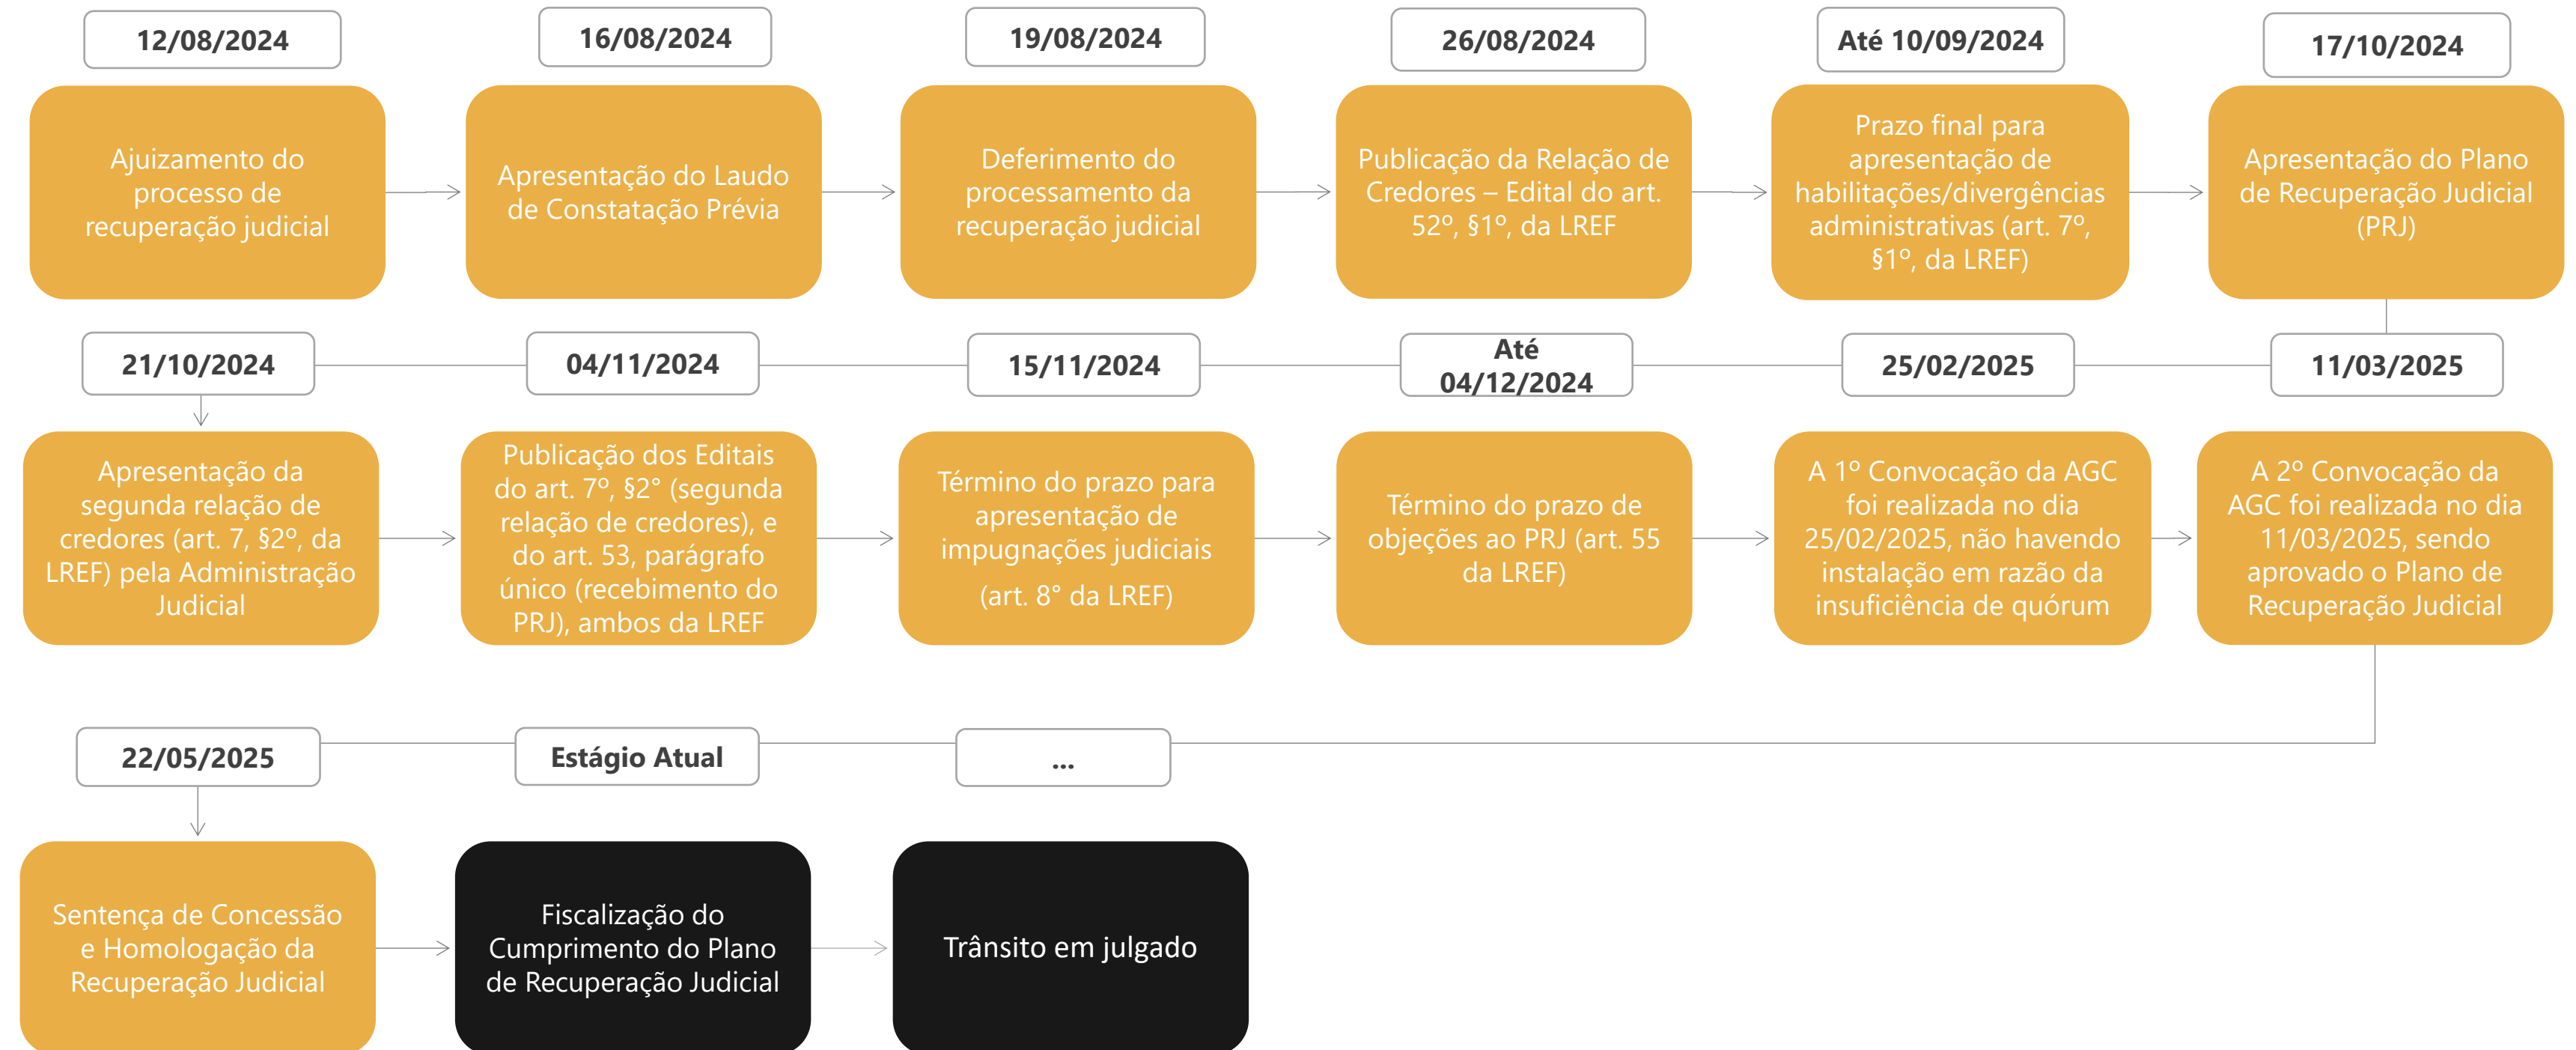 12/08/2024
Ajuizamento do
processo de
recuperação judicial
16/08/2024
Apresentação do Laudo
de Constatação Prévia
19/08/2024
Deferimento do
processamento da
recuperação judicial
26/08/2024
Publicação da Relação de
Credores – Edital do art.
52º, §1º, da LREF
Até 10/09/2024
Prazo final para
apresentação de
habilitações/divergências
administrativas (art. 7º,
§1º, da LREF)
17/10/2024
Apresentação do Plano
de Recuperação Judicial
(PRJ)
21/10/2024
Apresentação da
segunda relação de
credores (art. 7, §2º, da
LREF) pela Administração
Judicial
04/11/2024
Publicação dos Editais
do art. 7º, §2° (segunda
relação de credores), e
do art. 53, parágrafo
único (recebimento do
PRJ), ambos da LREF
15/11/2024
Término do prazo para
apresentação de
impugnações judiciais
(art. 8° da LREF)
Até
04/12/2024
Término do prazo de
objeções ao PRJ (art. 55
da LREF)
25/02/2025
A 1º Convocação da AGC
foi realizada no dia
25/02/2025, não havendo
instalação em razão da
insuficiência de quórum
11/03/2025
A 2º Convocação da
AGC foi realizada no dia
11/03/2025, sendo
aprovado o Plano de
Recuperação Judicial
22/05/2025
Sentença de Concessão
e Homologação da
Recuperação Judicial
Estágio Atual
Fiscalização do
Cumprimento do Plano
de Recuperação Judicial
...
Trânsito em julgado